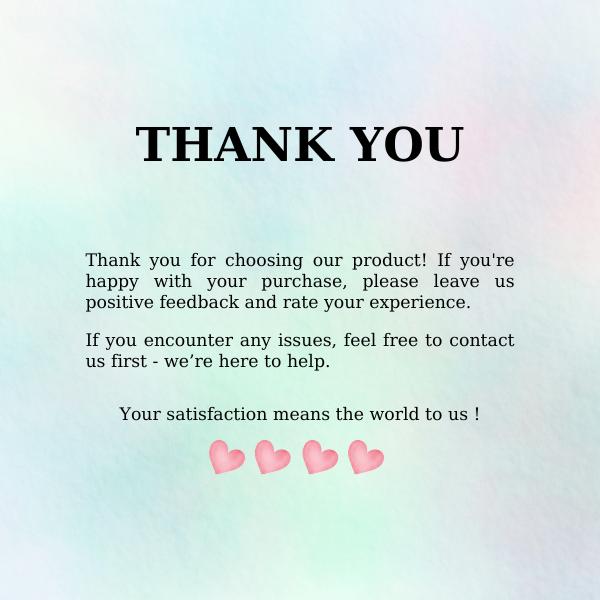 THANK YOU
Thank you for choosing our product! If you're
happy with your purchase, please leave us
positive feedback and rate your experience.
If you encounter any issues, feel free to contact
us first - we’re here to help.
Your satisfaction means the world to us !